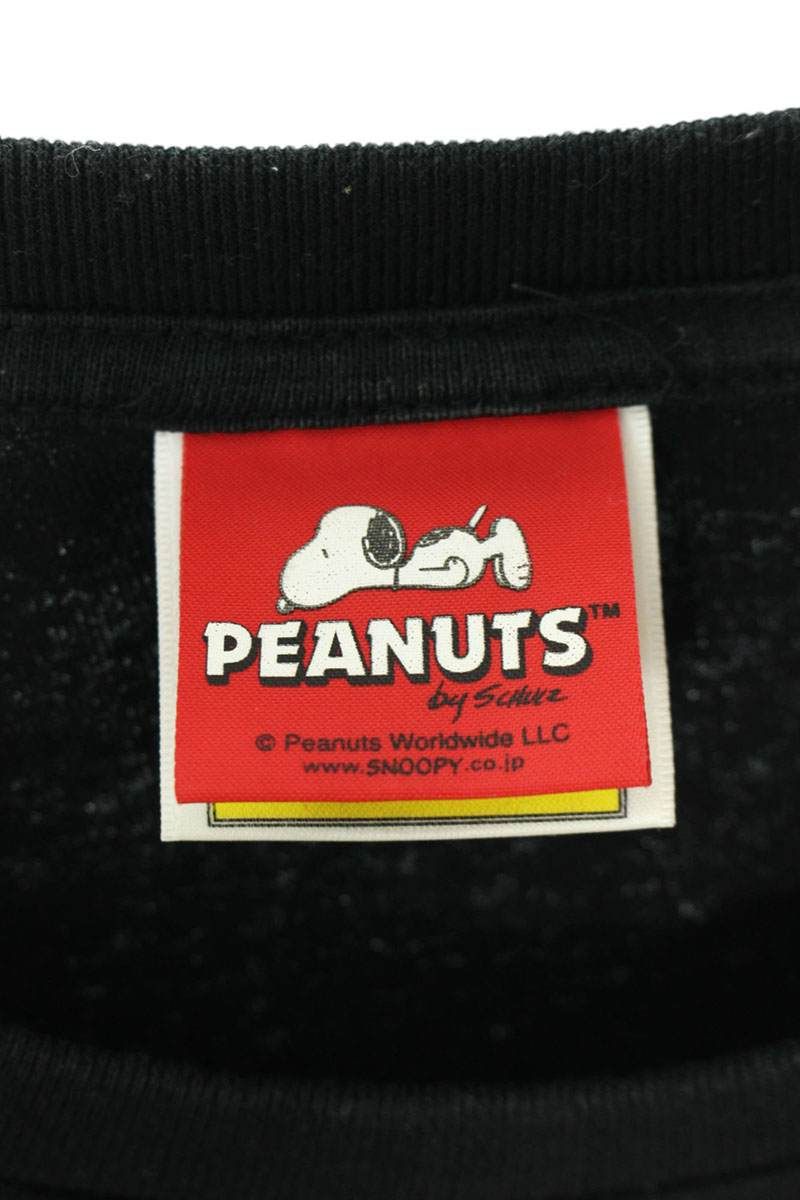 PEANUTS™
by Schulz
© Peanuts Worldwide LLC
www.SNOOPY.co.jp